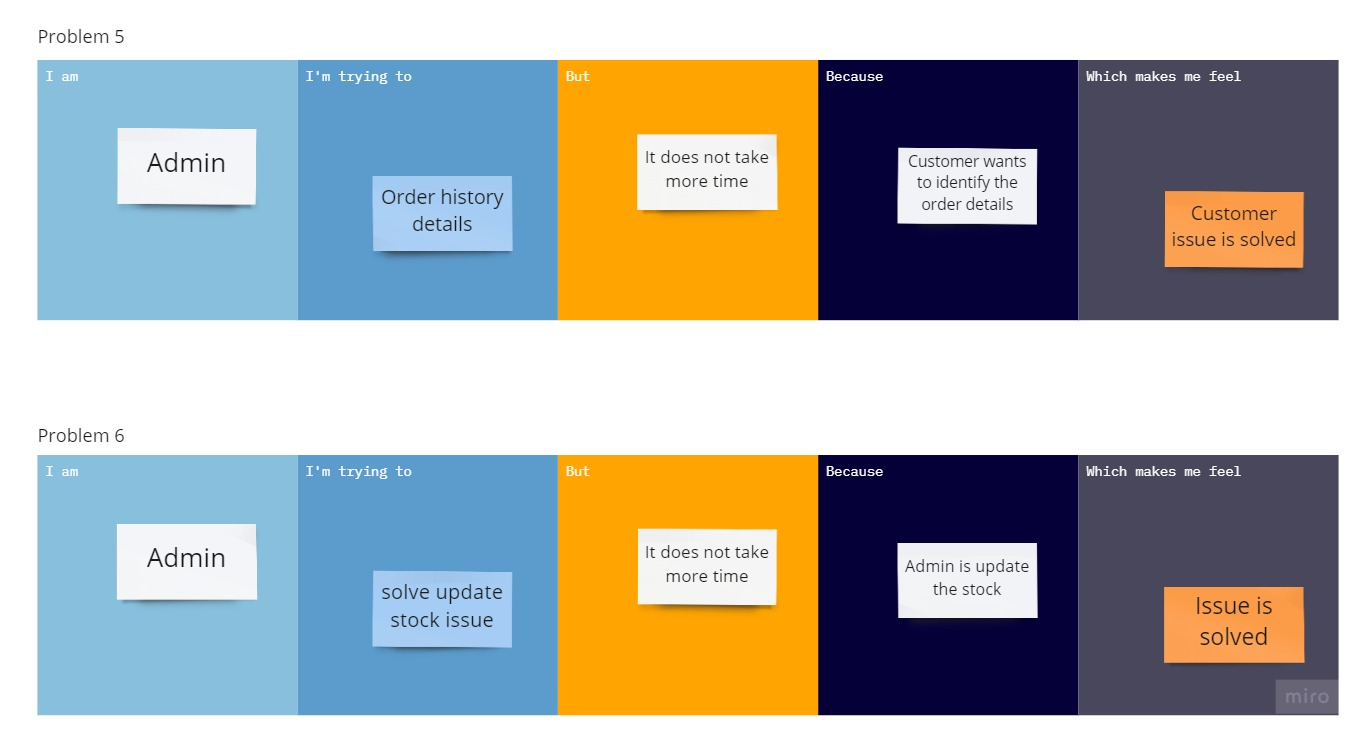 Problem 5
I am
I'm trying to
But
Because
Which makes me feel
Admin
Order history
details
It does not take
more time
Customer wants
to identify the
order details
Customer
issue is solved
Problem 6
I am
I'm trying to
But
Because
Which makes me feel
Admin
solve update
stock issue
It does not take
more time
Admin is update
the stock
Issue is
solved
miro